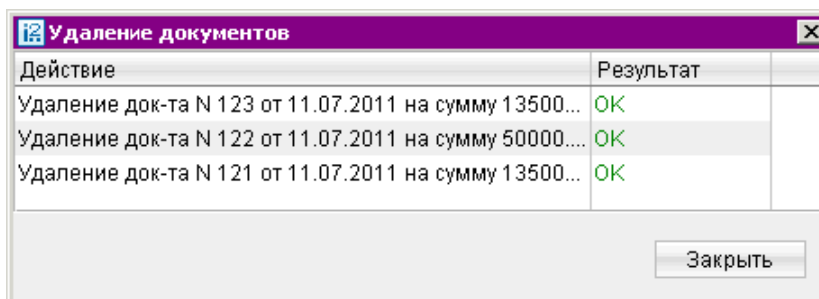 Удаление документов
Действие Результат
Удаление док-та N 123 от 11.07.2011 на сумму 13500... OK
Удаление док-та N 122 от 11.07.2011 на сумму 50000.... OK
Удаление док-та N 121 от 11.07.2011 на сумму 13500... OK
Закрыть